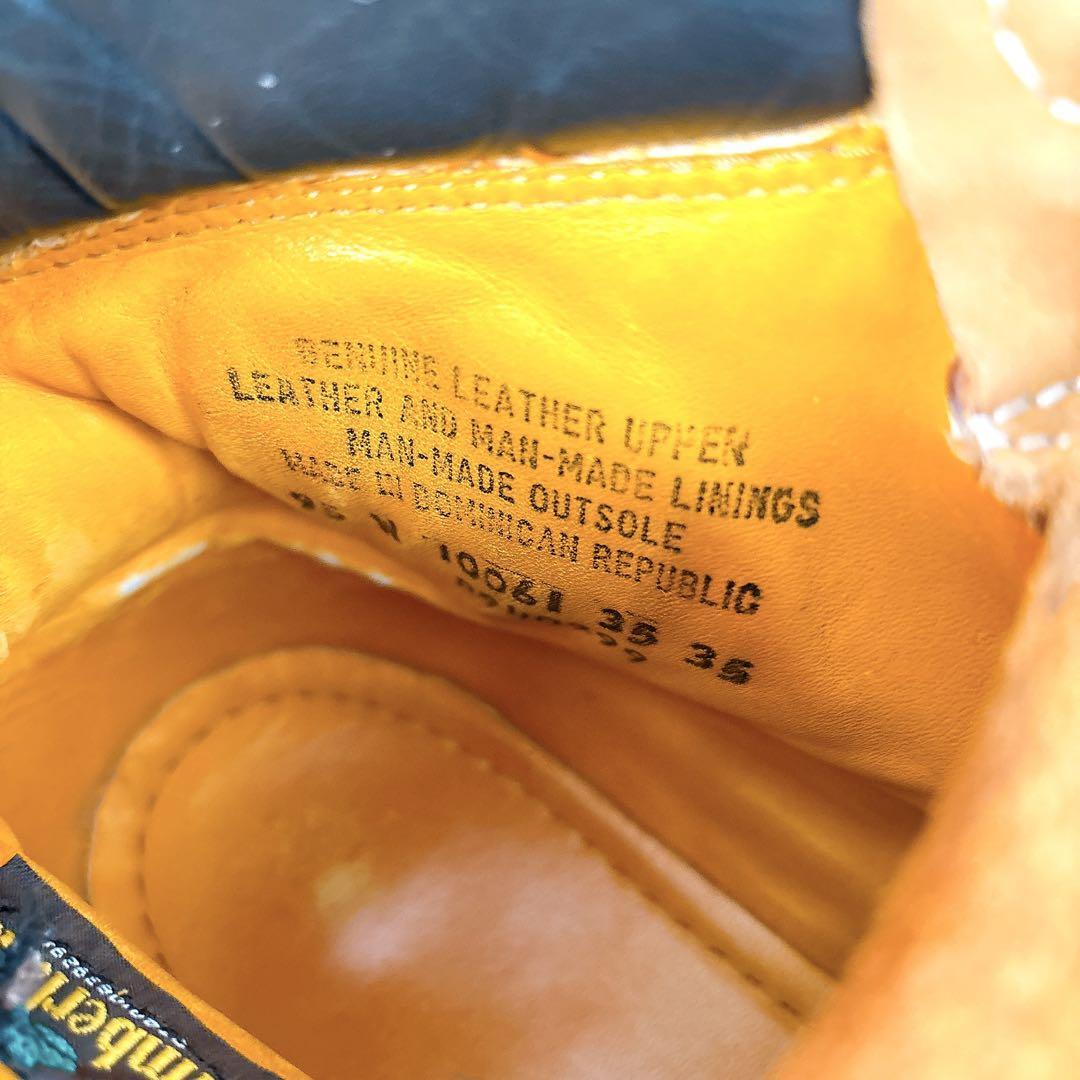 GENUINE LEATHER UPPER
LEATHER AND MAN-MADE LININGS
MAN-MADE OUTSOLE
MADE IN DOMINICAN REPUBLIC
10061 35 35